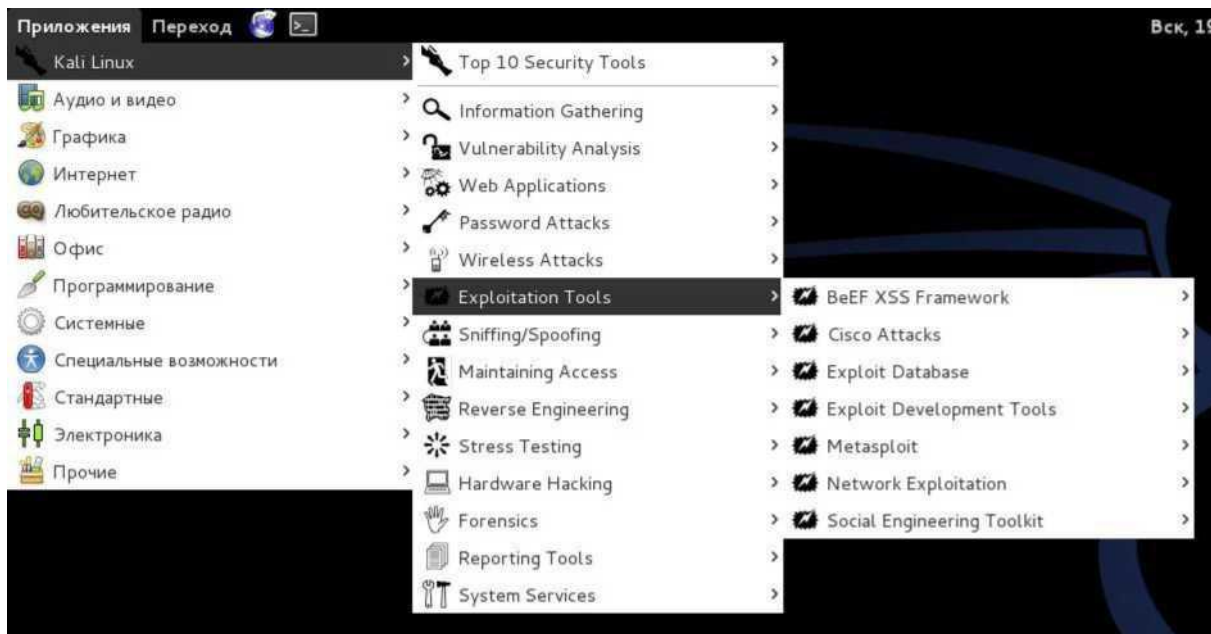 Приложения Переход Вск, 19
Kali Linux
Аудио и видео
Графика
Интернет
Любительское радио
Офис
Программирование
Системные
Специальные возможности
Стандартные
Электроника
Прочие
Top 10 Security Tools
Information Gathering
Vulnerability Analysis
Web Applications
Password Attacks
Wireless Attacks
Exploitation Tools
Sniffing/Spoofing
Maintaining Access
Reverse Engineering
Stress Testing
Hardware Hacking
Forensics
Reporting Tools
System Services
BeEF XSS Framework
Cisco Attacks
Exploit Database
Exploit Development Tools
Metasploit
Network Exploitation
Social Engineering Toolkit